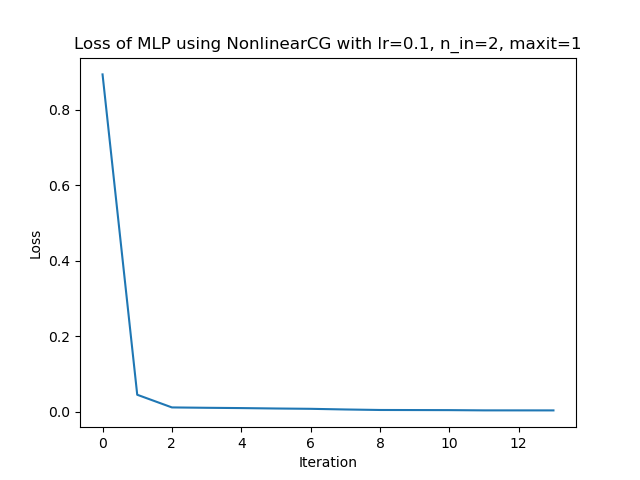 Loss of MLP using NonlinearCG with lr=0.1, n_in=2, maxit=1
0.8
0.6
0.4
0.2
0.0
Loss
0 2 4 6 8 10 12
Iteration